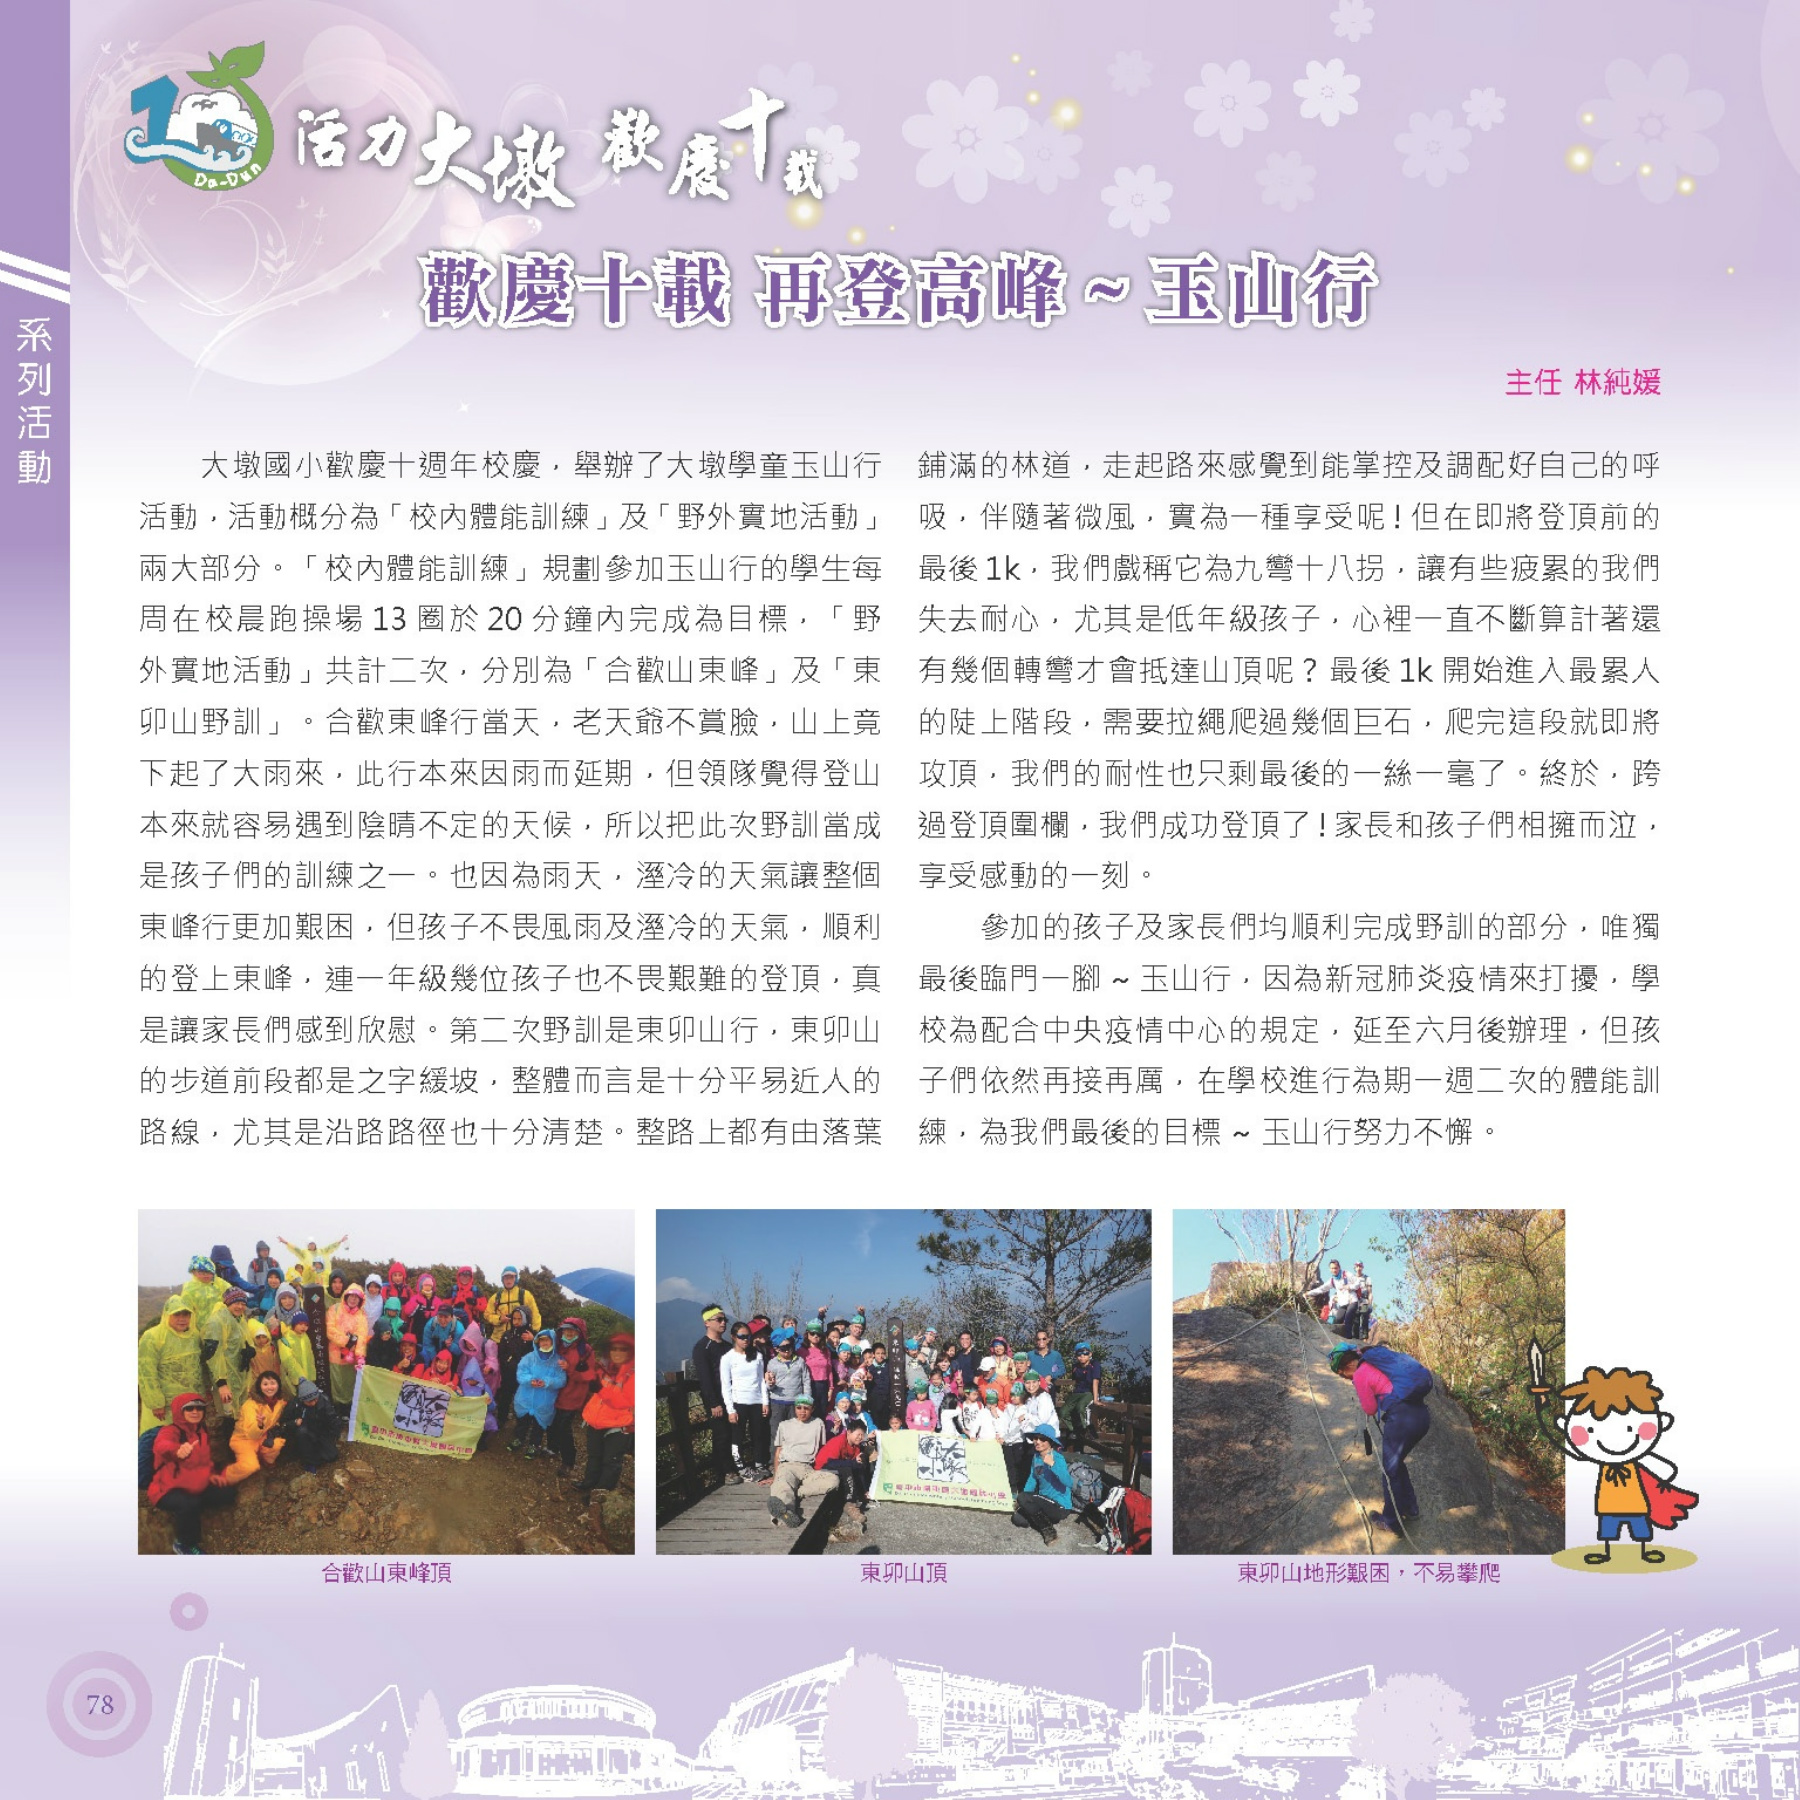 Da-Dun
活力大墩 歡慶十載
歡慶十載 再登高峰~玉山行
系列活動
主任 林純媛
大墩國小歡慶十週年校慶，舉辦了大墩學童玉山行
活動，活動概分為「校內體能訓練」及「野外實地活動」
兩大部分。「校內體能訓練」規劃參加玉山行的學生每
周在校晨跑操場 13 圈於 20 分鐘內完成為目標，「野
外實地活動」共計二次，分別為「合歡山東峰」及「東
卯山野訓」。合歡東峰行當天，老天爺不賞臉，山上竟
下起了大雨來，此行本來因雨而延期，但領隊覺得登山
本來就容易遇到陰晴不定的天候，所以把此次野訓當成
是孩子們的訓練之一。也因為雨天，溼冷的天氣讓整個
東峰行更加艱困，但孩子不畏風雨及溼冷的天氣，順利
的登上東峰，連一年級幾位孩子也不畏艱難的登頂，真
是讓家長們感到欣慰。第二次野訓是東卯山行，東卯山
的步道前段都是之字緩坡，整體而言是十分平易近人的
路線，尤其是沿路路徑也十分清楚。整路上都有由落葉
鋪滿的林道，走起路來感覺到能掌控及調配好自己的呼
吸，伴隨著微風，實為一種享受呢！但在即將登頂前的
最後 1k，我們戲稱它為九彎十八拐，讓有些疲累的我們
失去耐心，尤其是低年級孩子，心裡一直不斷算計著還
有幾個轉彎才會抵達山頂呢？最後 1k 開始進入最累人
的陡上階段，需要拉繩爬過幾個巨石，爬完這段就即將
攻頂，我們的耐性也只剩最後的一絲一毫了。終於，跨
過登頂圍欄，我們成功登頂了！家長和孩子們相擁而泣，
享受感動的一刻。
參加的孩子及家長們均順利完成野訓的部分，唯獨
最後臨門一腳 ~ 玉山行，因為新冠肺炎疫情來打擾，學
校為配合中央疫情中心的規定，延至六月後辦理，但孩
子們依然再接再厲，在學校進行為期一週二次的體能訓
練，為我們最後的目標 ~ 玉山行努力不懈。
合歡山東峰頂
東卯山頂
東卯山地形艱困，不易攀爬
78